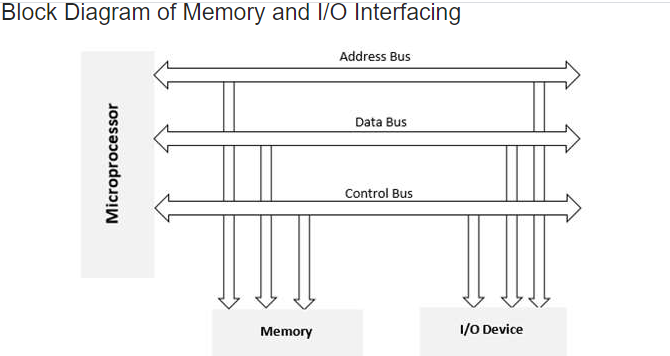 Block Diagram of Memory and I/O Interfacing
Address Bus
Data Bus
Control Bus
Microprocessor
Memory
I/O Device